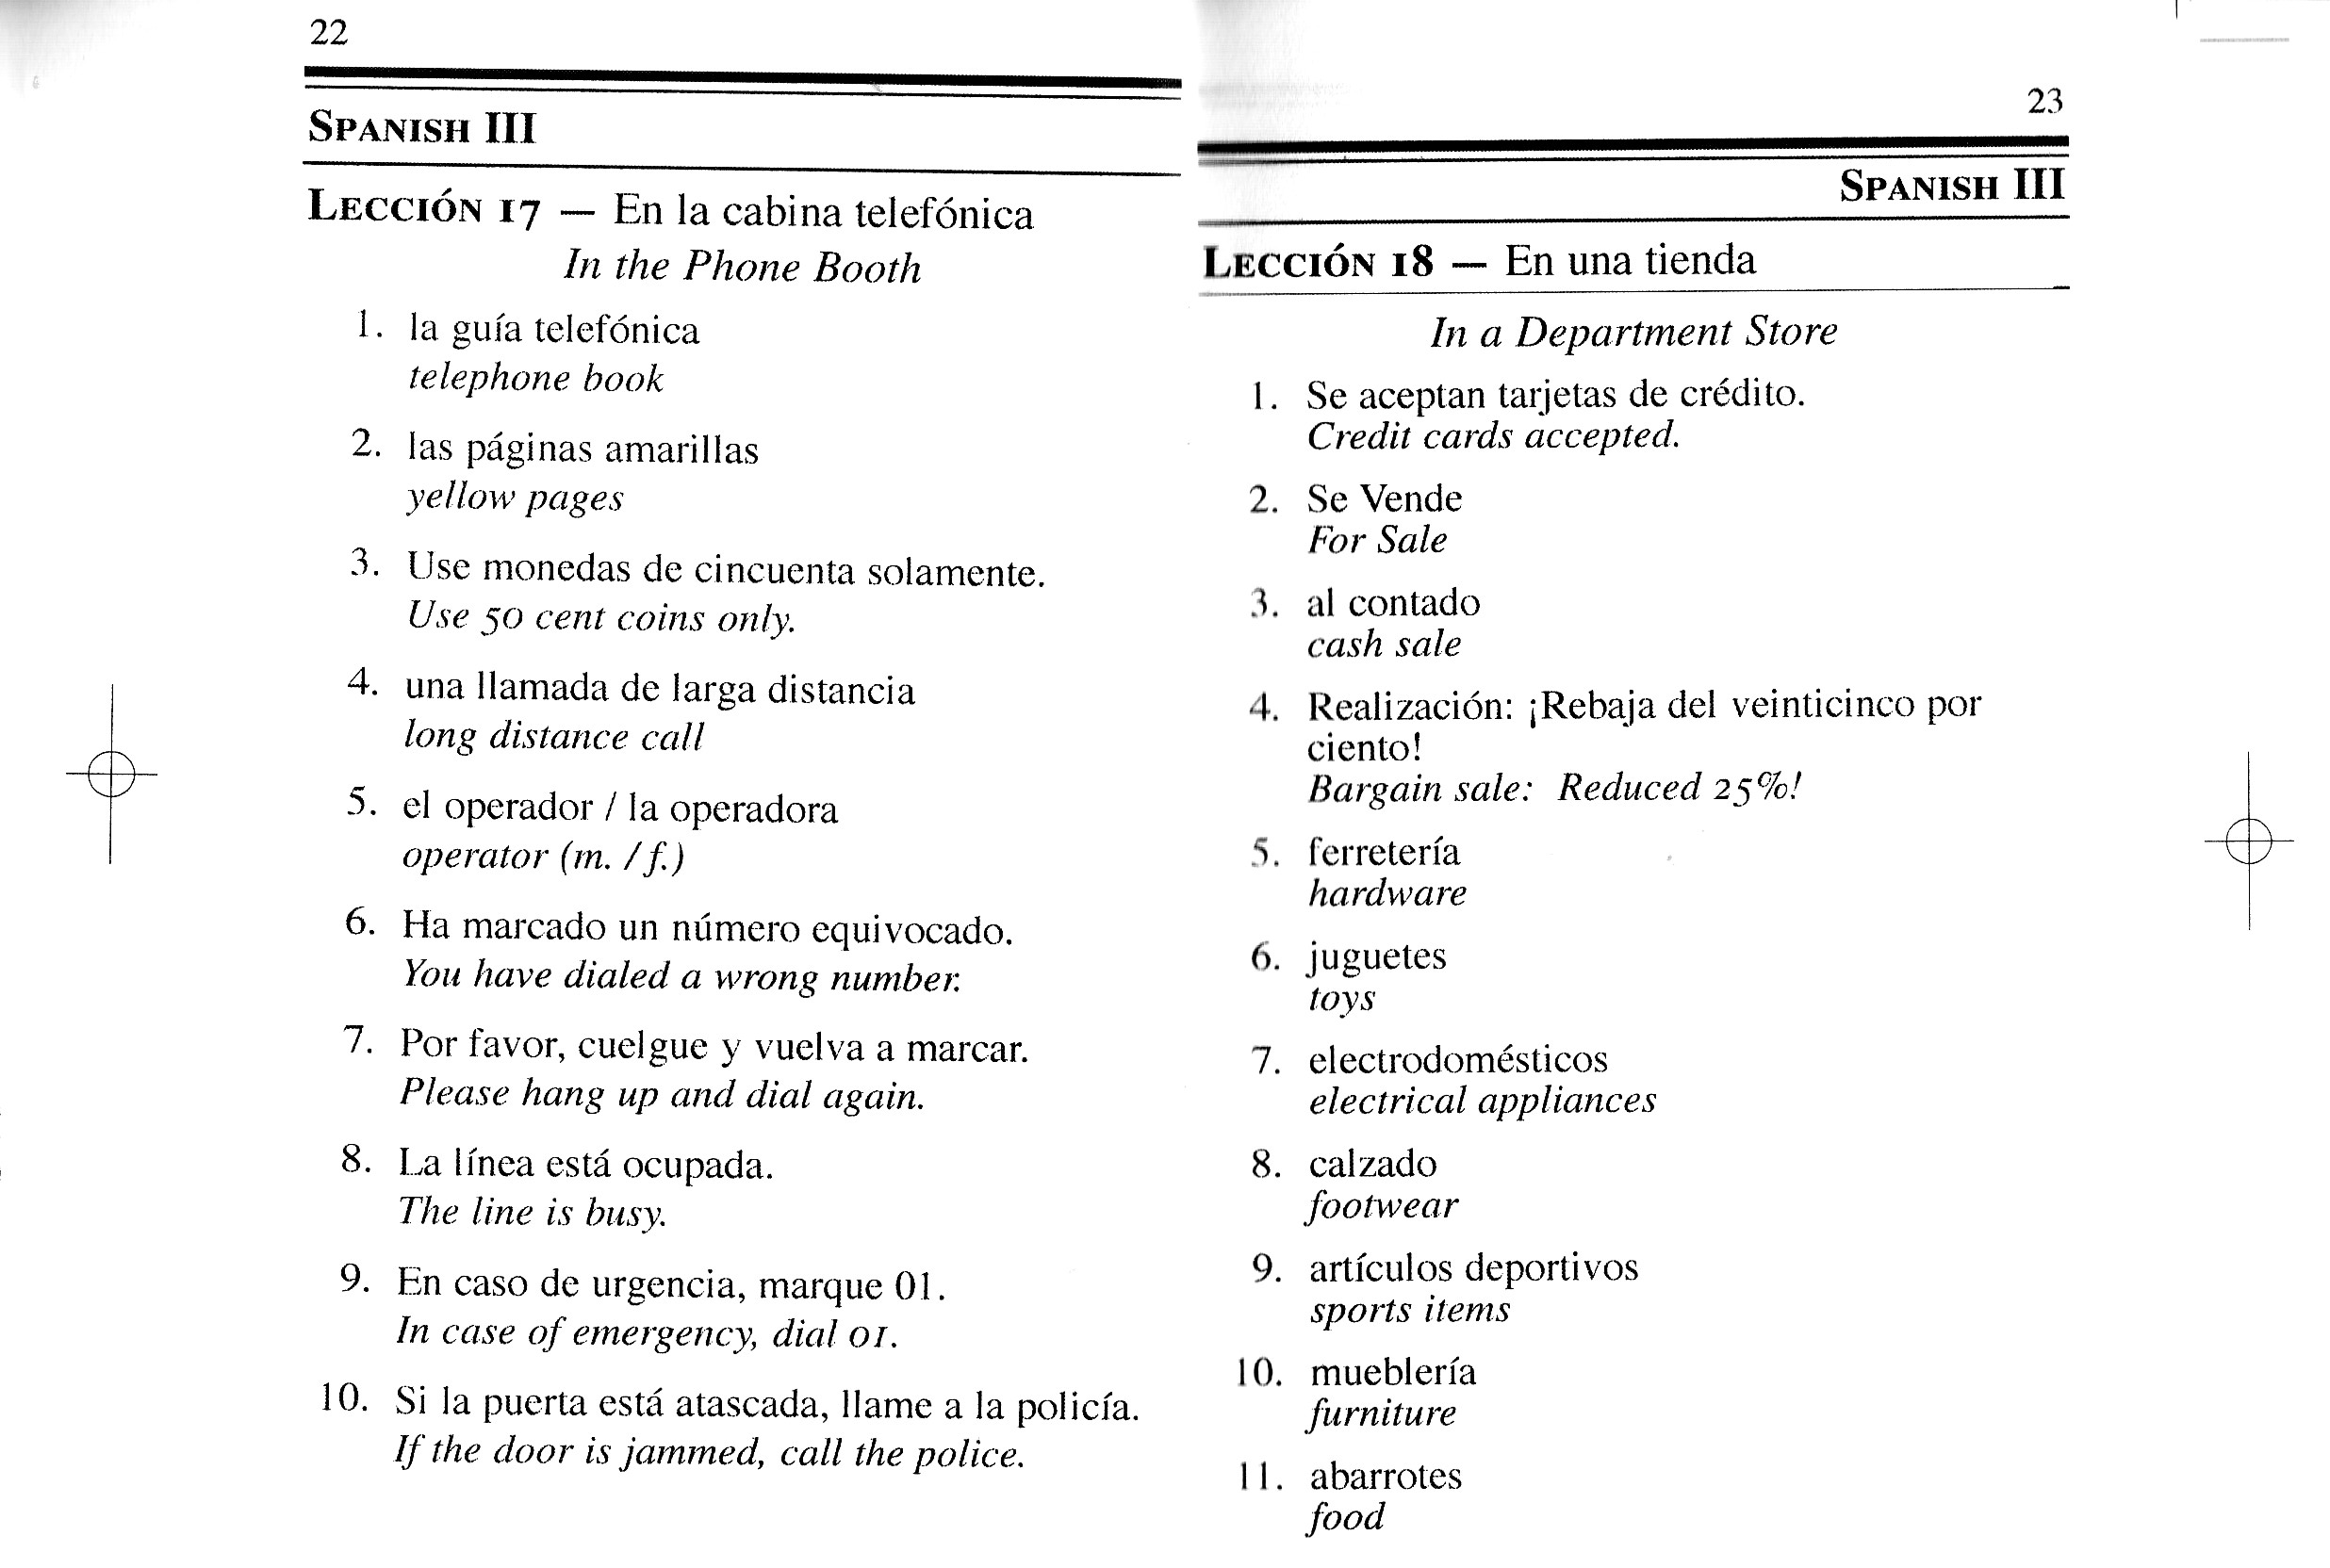 22
SPANISH III
LECCIÓN 17 — En la cabina telefónica
In the Phone Booth
1. la guía telefónica
telephone book
2. las páginas amarillas
yellow pages
3. Use monedas de cincuenta solamente.
Use 50 cent coins only.
4. una llamada de larga distancia
long distance call
5. el operador / la operadora
operator (m. / f.)
6. Ha marcado un número equivocado.
You have dialed a wrong number.
7. Por favor, cuelgue y vuelva a marcar.
Please hang up and dial again.
8. La línea está ocupada.
The line is busy.
9. En caso de urgencia, marque 01.
In case of emergency, dial 01.
10. Si la puerta está atascada, llame a la policía.
If the door is jammed, call the police.
23
SPANISH III
LECCIÓN 18 — En una tienda
In a Department Store
1. Se aceptan tarjetas de crédito.
Credit cards accepted.
2. Se Vende
For Sale
3. al contado
cash sale
4. Realización: ¡Rebaja del veinticinco por
ciento!
Bargain sale: Reduced 25%!
5. ferretería
hardware
6. juguetes
toys
7. electrodomésticos
electrical appliances
8. calzado
footwear
9. artículos deportivos
sports items
10. mueblería
furniture
11. abarrotes
food